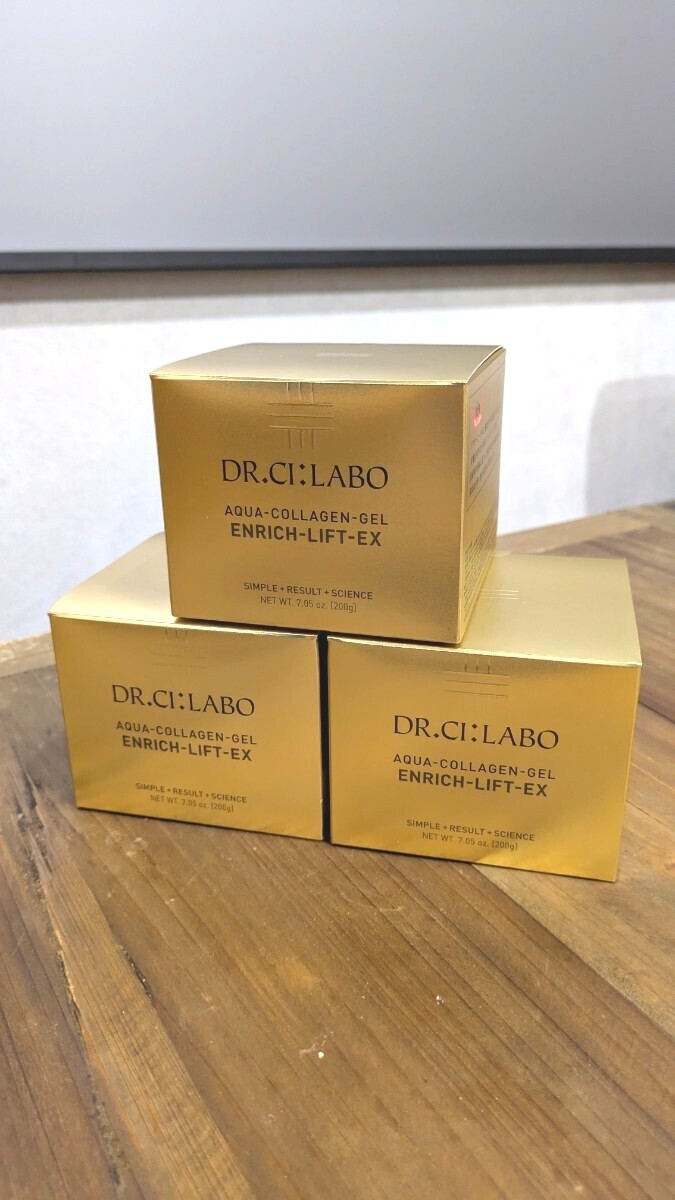 DR.CI:LABO
AQUA-COLLAGEN-GEL
ENRICH-LIFT-EX
SIMPLE+RESULT+SCIENCE
NET WT. 7.05 oz. [200g]
DR.CI:LABO
AQUA-COLLAGEN-GEL
ENRICH-LIFT-EX
SIMPLE+RESULT+SCIENCE
NET WT. 7.05 oz. [200g]
DR.CI:LABO
AQUA-COLLAGEN-GEL
ENRICH-LIFT-EX
SIMPLE+RESULT+SCIENCE
NET WT. 7.05 oz. [200g]